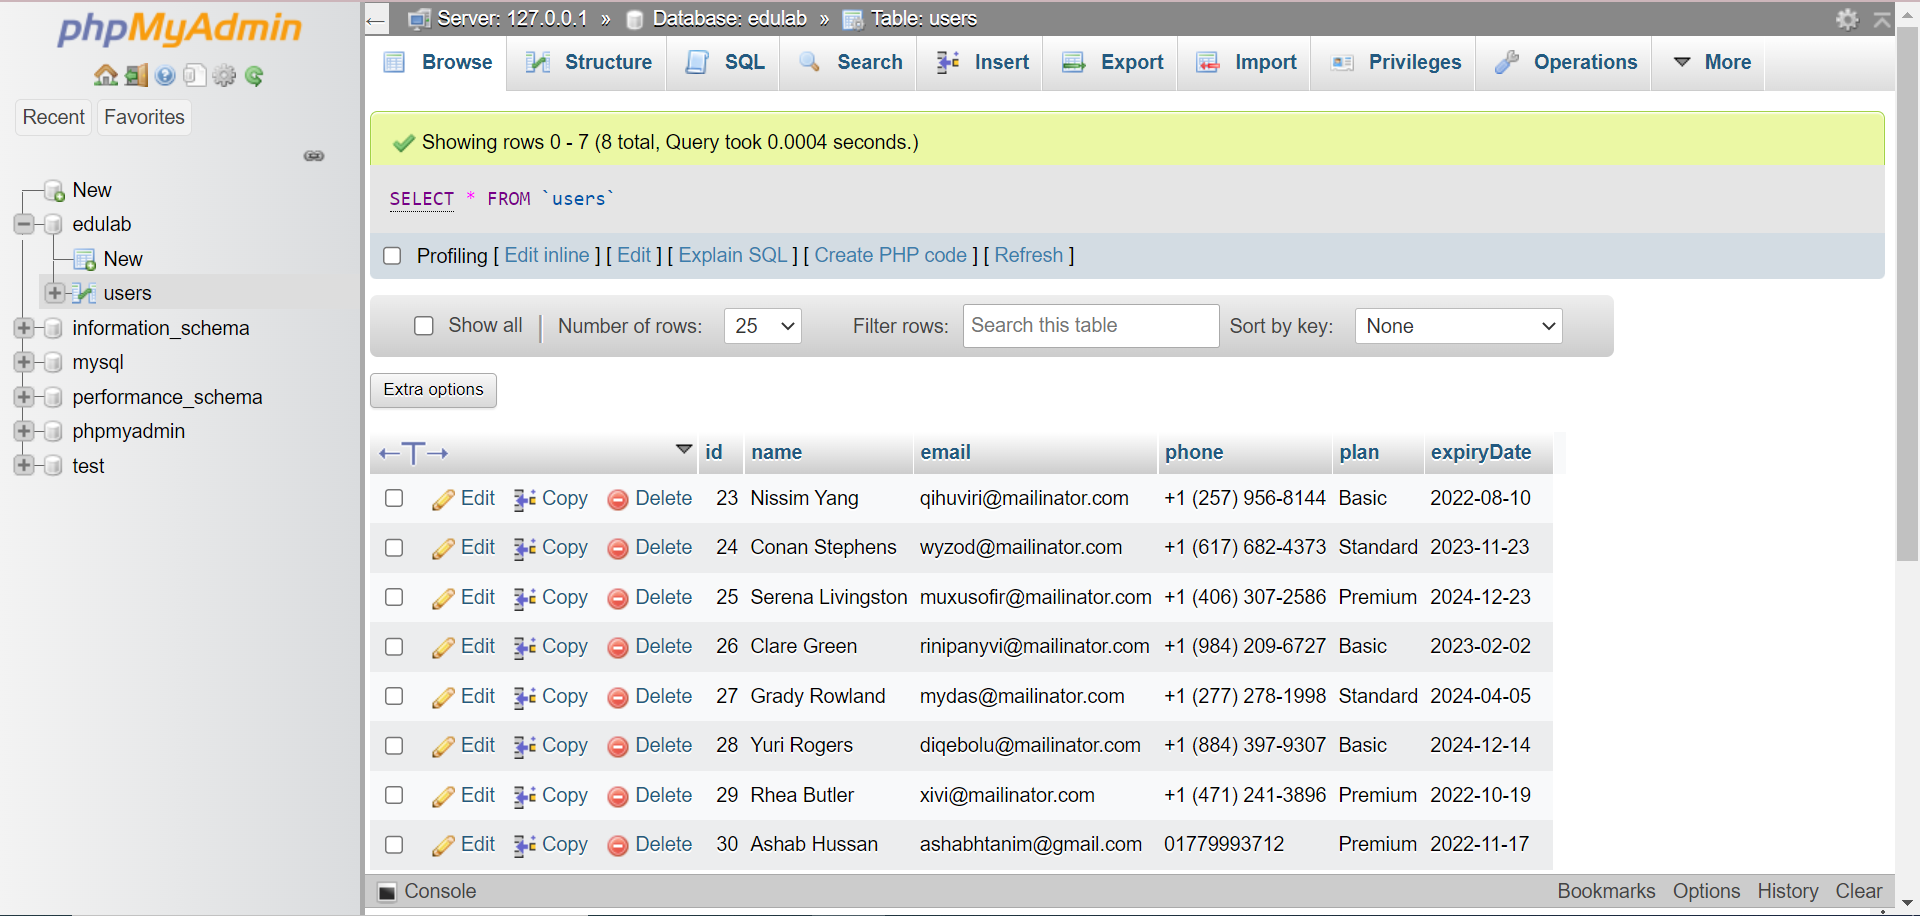 phpMyAdmin
Recent Favorites
New
edulab
New
users
information_schema
mysql
performance_schema
phpmyadmin
test
Server: 127.0.0.1 » Database: edulab » Table: users
Browse Structure SQL Search Insert Export Import Privileges Operations More
Showing rows 0 - 7 (8 total, Query took 0.0004 seconds.)
SELECT * FROM `users`
Profiling [ Edit inline ] [ Edit ] [ Explain SQL ] [ Create PHP code ] [ Refresh ]
Show all Number of rows: 25 Filter rows: Search this table Sort by key: None
Extra options
←T→ id name email phone plan expiryDate
Edit Copy Delete 23 Nissim Yang qihuviri@mailinator.com +1 (257) 956-8144 Basic 2022-08-10
Edit Copy Delete 24 Conan Stephens wyzod@mailinator.com +1 (617) 682-4373 Standard 2023-11-23
Edit Copy Delete 25 Serena Livingston muxusofir@mailinator.com +1 (406) 307-2586 Premium 2024-12-23
Edit Copy Delete 26 Clare Green rinipanyvi@mailinator.com +1 (984) 209-6727 Basic 2023-02-02
Edit Copy Delete 27 Grady Rowland mydas@mailinator.com +1 (277) 278-1998 Standard 2024-04-05
Edit Copy Delete 28 Yuri Rogers diqebolu@mailinator.com +1 (884) 397-9307 Basic 2024-12-14
Edit Copy Delete 29 Rhea Butler xivi@mailinator.com +1 (471) 241-3896 Premium 2022-10-19
Edit Copy Delete 30 Ashab Hussan ashabhtanim@gmail.com 01779993712 Premium 2022-11-17
Console Bookmarks Options History Clear